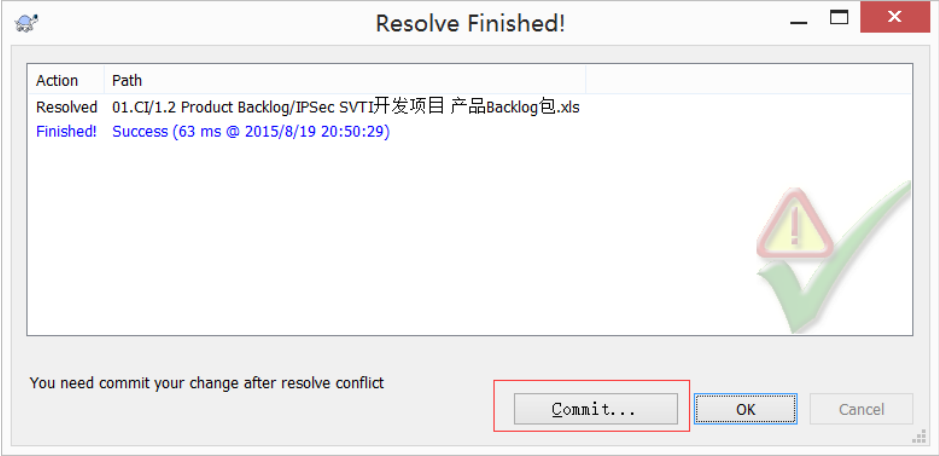 Resolve Finished!
Action Path
Resolved 01.CI/1.2 Product Backlog/IPSec SVTI开发项目 产品Backlog包.xls
Finished! Success (63 ms @ 2015/8/19 20:50:29)
You need commit your change after resolve conflict
Commit... OK Cancel